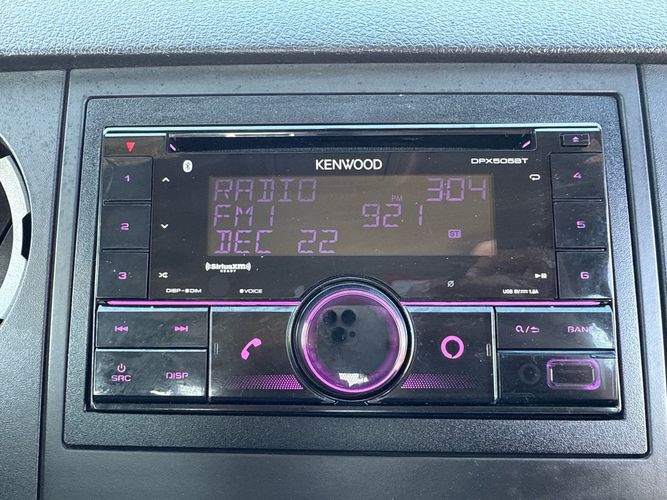 KENWOOD DPX505BT
1
2
3
RADIO 3:04
PM
FM1 92.1
ST
DEC 22
4
5
6
((SiriusXM))
READY
DISP-DIM
VOICE
USB 5V 1.5A
SRC
DISP
BAND